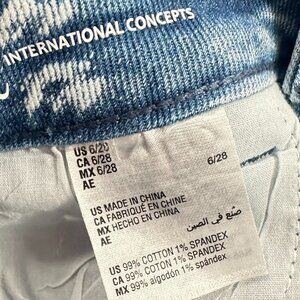 INTERNATIONAL CONCEPTS
US 6/28
CA 6/28
MX 6/28
AE
6/28
US MADE IN CHINA
CA FABRIQUÉ EN CHINE
MX HECHO EN CHINA
AE
صنع في الصين
US 99% COTTON 1% SPANDEX
CA 99% COTON 1% SPANDEX
MX 99% algodón 1% spándex